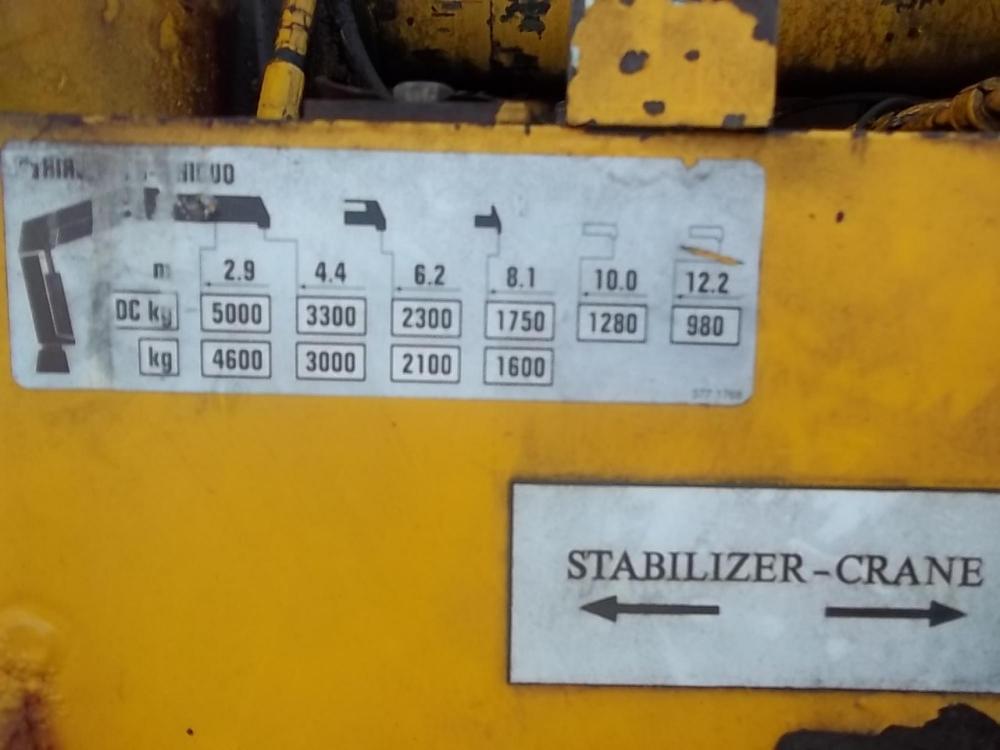 m 2.9 4.4 6.2 8.1 10.0 12.2
DC kg 5000 3300 2300 1750 1280 980
kg 4600 3000 2100 1600
STABILIZER-CRANE